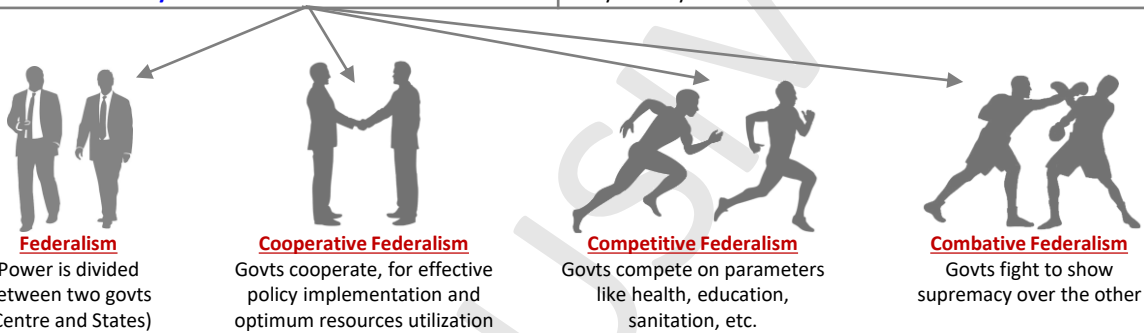 Federalism
Power is divided
between two govts
(Centre and States)
Cooperative Federalism
Govts cooperate, for effective
policy implementation and
optimum resources utilization
Competitive Federalism
Govts compete on parameters
like health, education,
sanitation, etc.
Combative Federalism
Govts fight to show
supremacy over the other